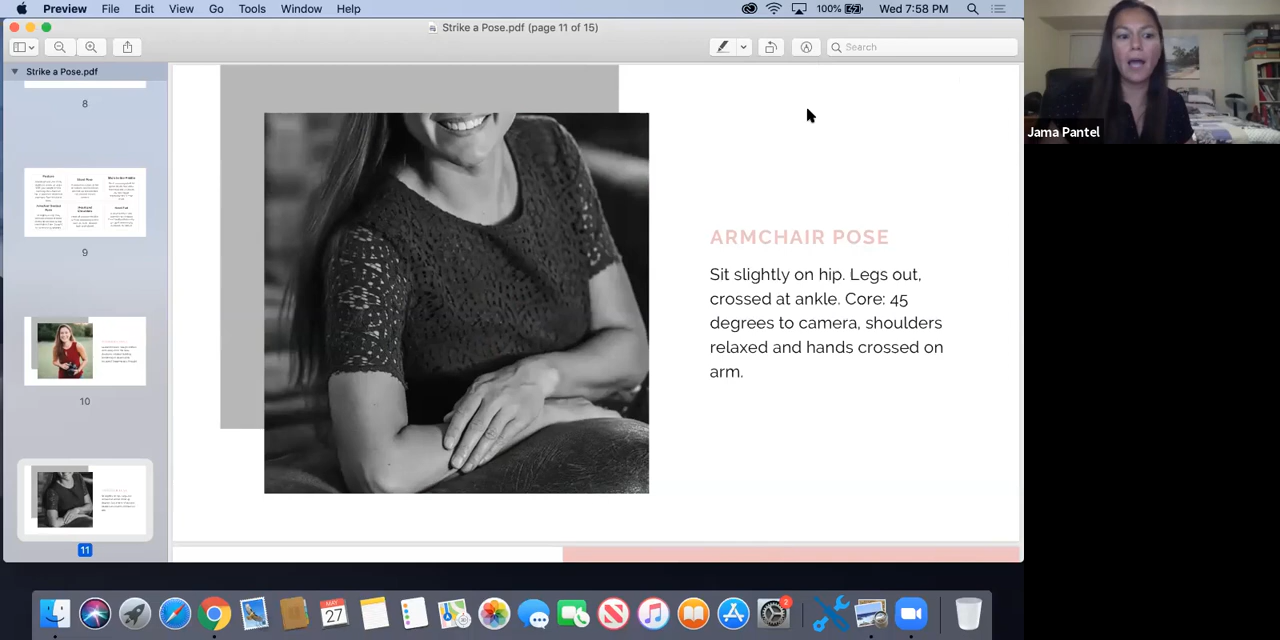 Preview File Edit View Go Tools Window Help 100% Wed 7:58 PM
Strike a Pose.pdf (page 11 of 15)
Search
Strike a Pose.pdf
8
9
10
11
ARMCHAIR POSE
Sit slightly on hip. Legs out,
crossed at ankle. Core: 45
degrees to camera, shoulders
relaxed and hands crossed on
arm.
Jama Pantel
MAY
27
2